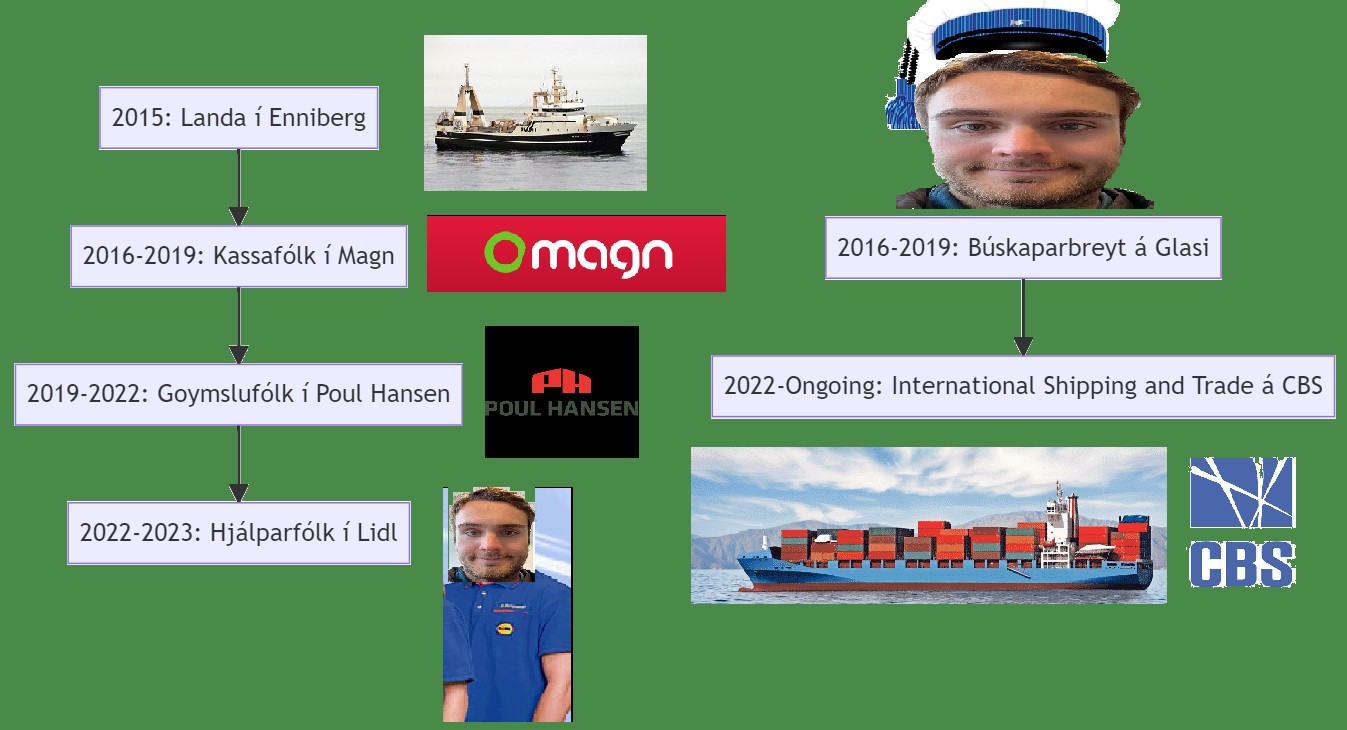 2015: Landa í Enniberg
2016-2019: Kassafólk í Magn
magn
2016-2019: Búskaparbreyt á Glasi
2019-2022: Goymslufólk í Poul Hansen
PH
POUL HANSEN
2022-Ongoing: International Shipping and Trade á CBS
2022-2023: Hjálparfólk í Lidl
CBS